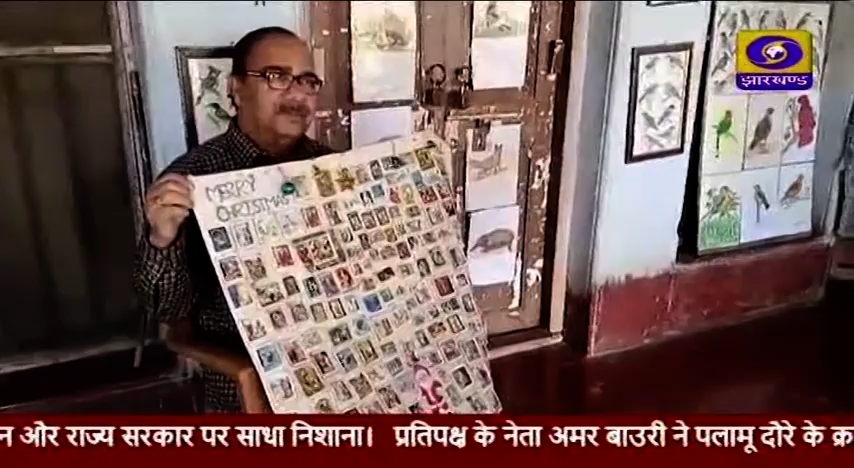 झारखण्ड
MERRY
CHRISTMAS
न और राज्य सरकार पर साधा निशाना। प्रतिपक्ष के नेता अमर बाउरी ने पलामू दौरे के क्र